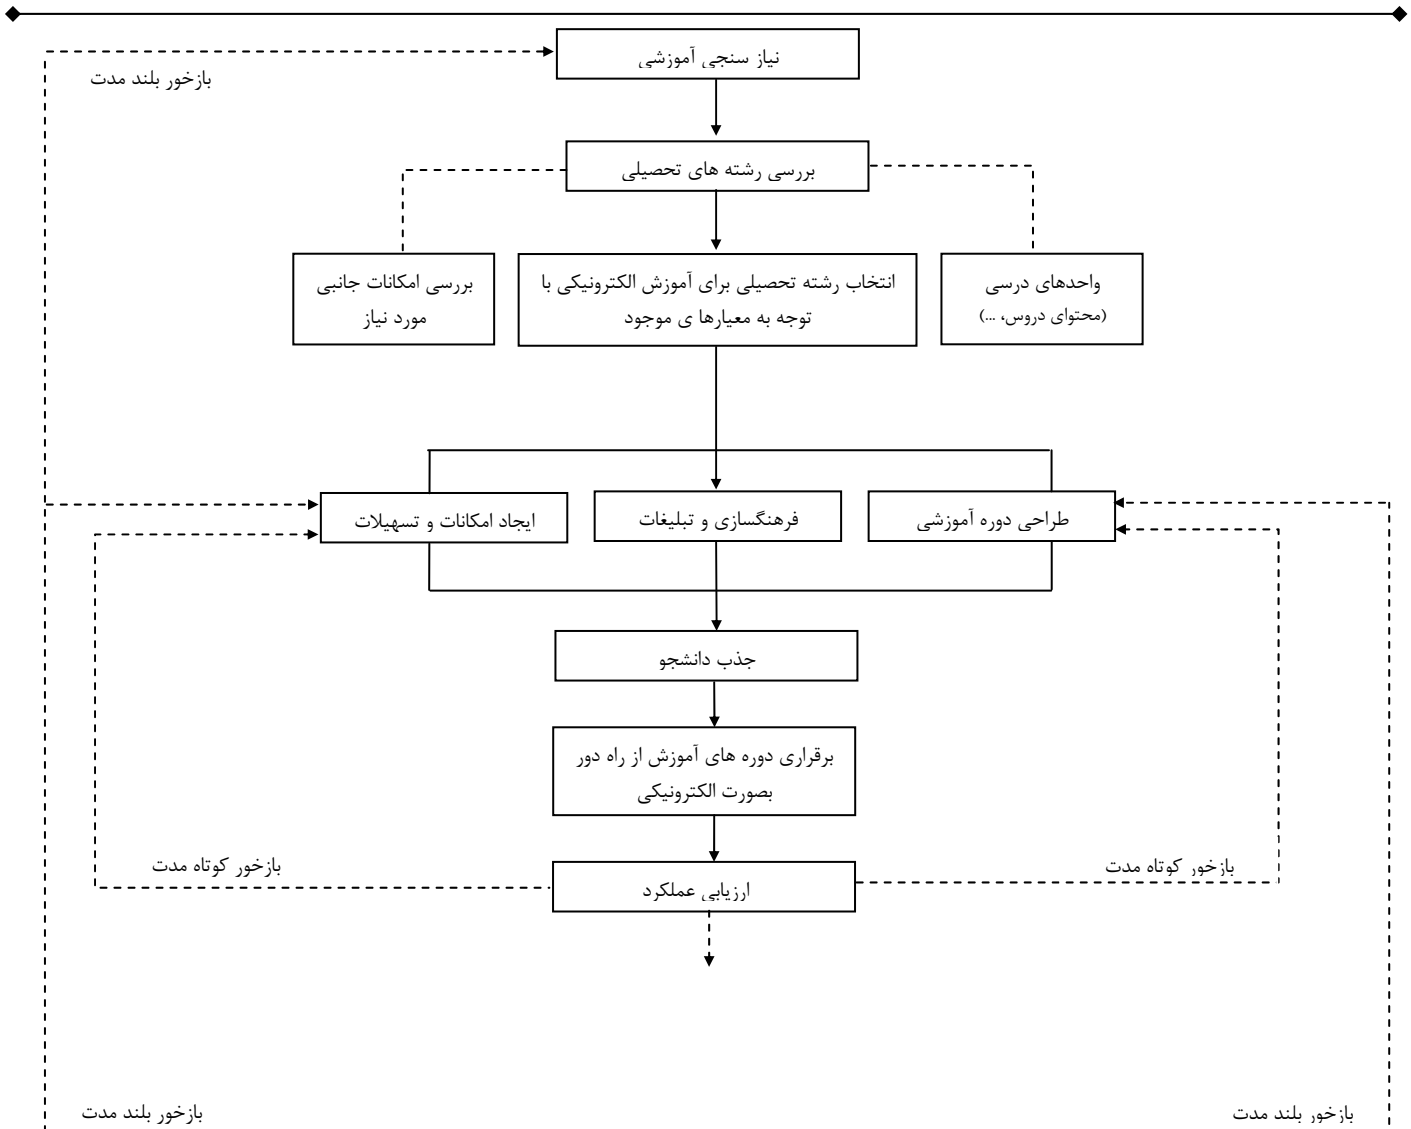 نیاز سنجی آموزشی
بازخور بلند مدت
بررسی رشته های تحصیلی
واحدهای درسی
(محتوای دروس، ...)
انتخاب رشته تحصیلی برای آموزش الکترونیکی با
توجه به معیارها ی موجود
بررسی امکانات جانبی
مورد نیاز
طراحی دوره آموزشی
فرهنگسازی و تبلیغات
ایجاد امکانات و تسهیلات
جذب دانشجو
برقراری دوره های آموزش از راه دور
بصورت الکترونیکی
بازخور کوتاه مدت
بازخور کوتاه مدت
ارزیابی عملکرد
بازخور بلند مدت
بازخور بلند مدت